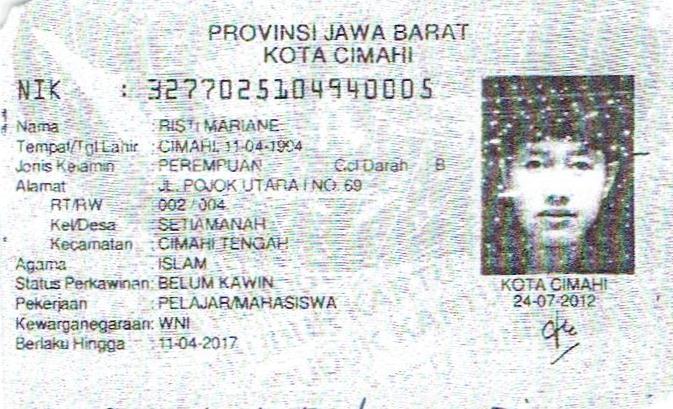 PROVINSI JAWA BARAT
KOTA CIMAHI
NIK : 3277025104940005
Nama : RISTI MARIANE
Tempat/Tgl Lahir : CIMAHI, 11-04-1994
Jenis Kelamin : PEREMPUAN Gol Darah : B
Alamat : JL. POJOK UTARA I NO. 69
RT/RW : 002 / 004
Kel/Desa : SETIAMANAH
Kecamatan : CIMAHI TENGAH
Agama : ISLAM
Status Perkawinan: BELUM KAWIN
Pekerjaan : PELAJAR/MAHASISWA
Kewarganegaraan: WNI
Berlaku Hingga : 11-04-2017
KOTA CIMAHI
24-07-2012